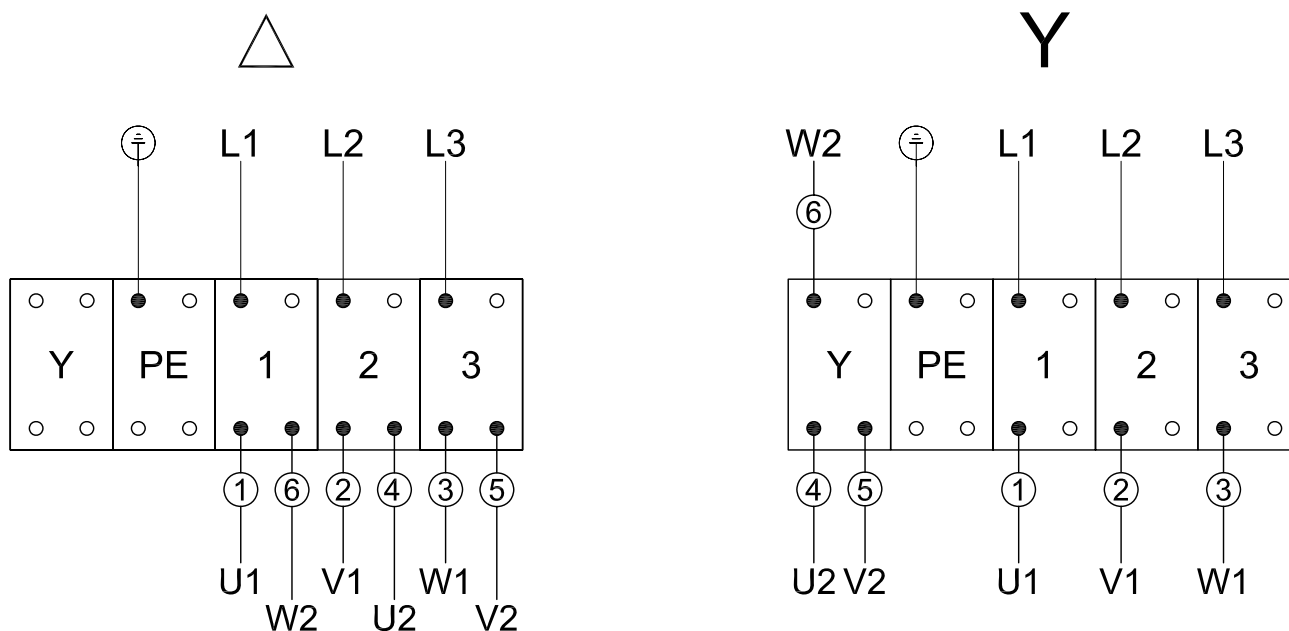 △ Y
L1 L2 L3 W2 L1 L2 L3
6
Y PE 1 2 3 Y PE 1 2 3
1 6 2 4 3 5 4 5 1 2 3
U1 V1 W1 U2 V2 U1 V1 W1
W2 U2 V2